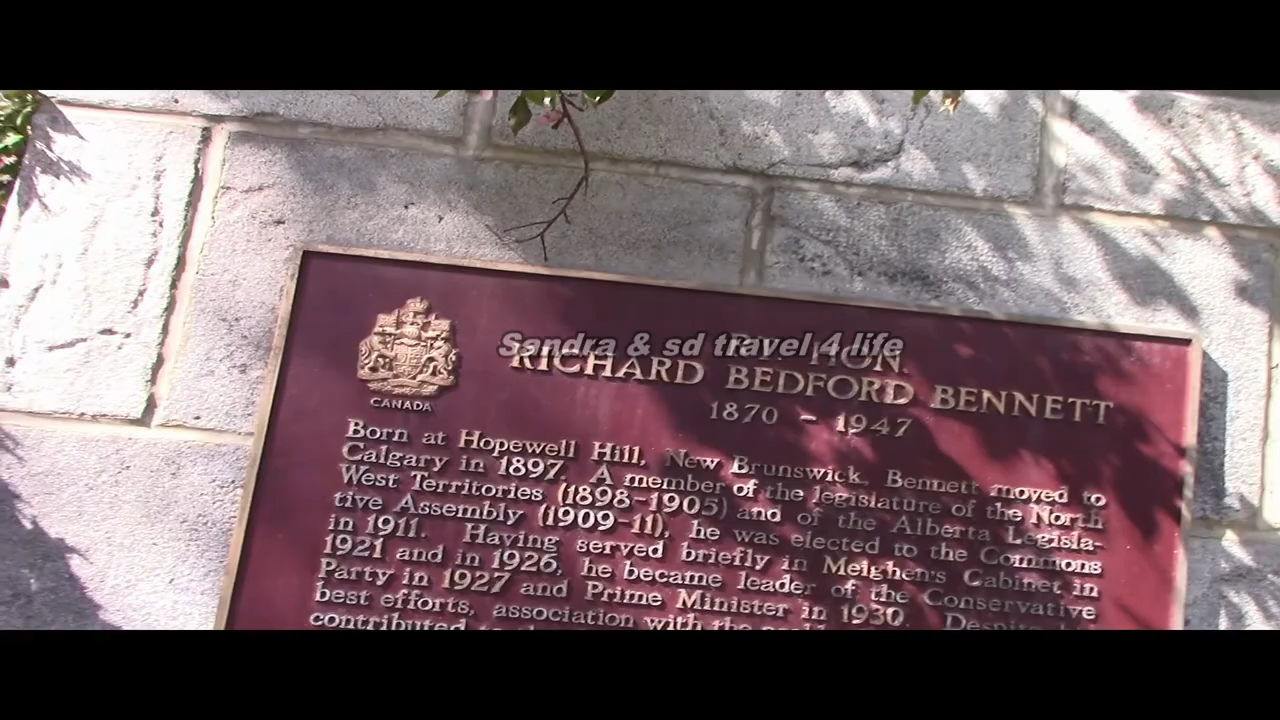 Sandra & sd travel 4 life
RT. HON.
RICHARD BEDFORD BENNETT
1870 - 1947
CANADA
Born at Hopewell Hill, New Brunswick, Bennett moved to
Calgary in 1897. A member of the legislature of the North
West Territories (1898-1905) and of the Alberta Legisla-
tive Assembly (1909-11), he was elected to the Commons
in 1911. Having served briefly in Meighen's Cabinet in
1921 and in 1926, he became leader of the Conservative
Party in 1927 and Prime Minister in 1930. Despite
best efforts, association with the
contributed